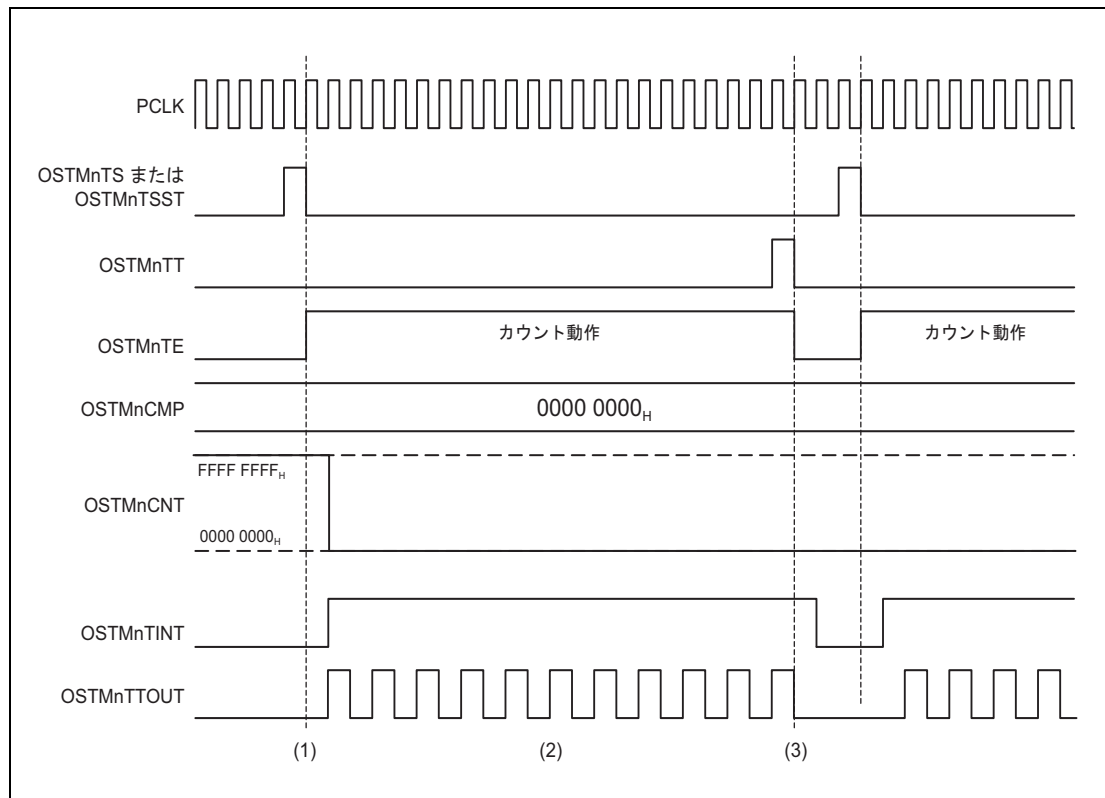 PCLK
OSTMnTS または
OSTMnTSST
OSTMnTT
OSTMnTE
カウント動作
カウント動作
OSTMnCMP
0000 0000H
OSTMnCNT
FFFF FFFFH
0000 0000H
OSTMnTINT
OSTMnTTOUT
(1)
(2)
(3)